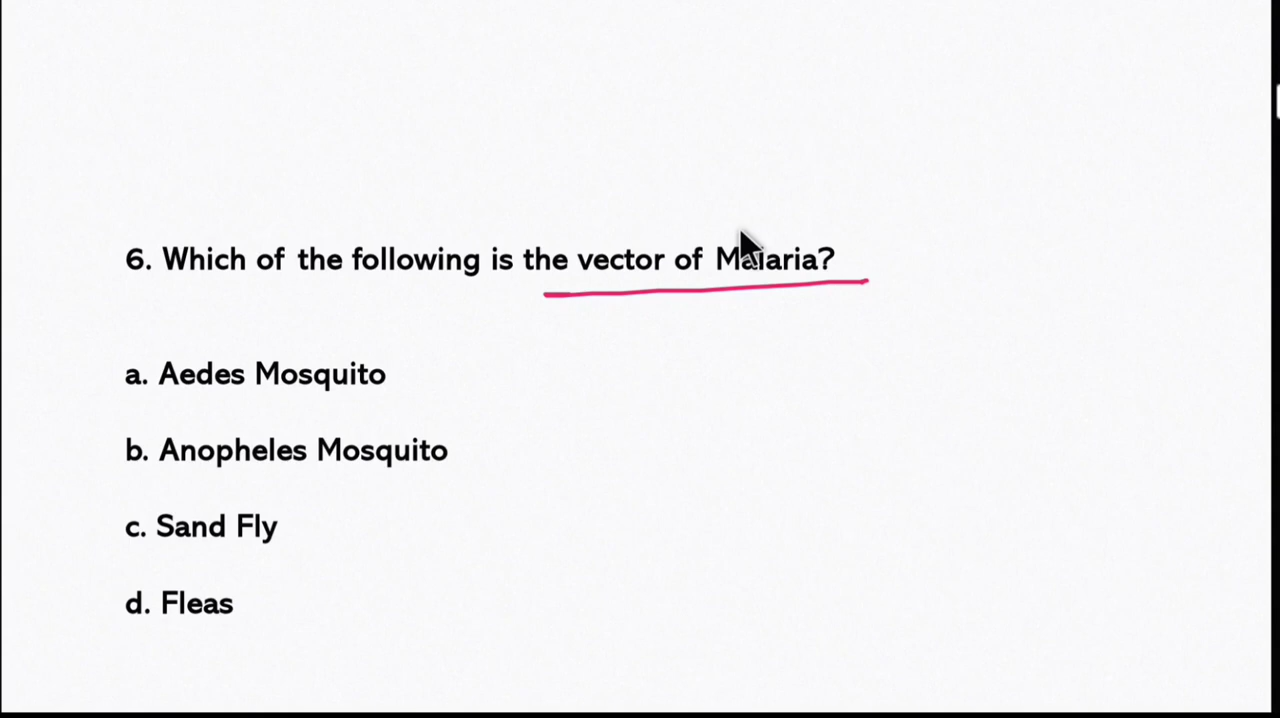 6. Which of the following is the vector of Malaria?
a. Aedes Mosquito
b. Anopheles Mosquito
c. Sand Fly
d. Fleas